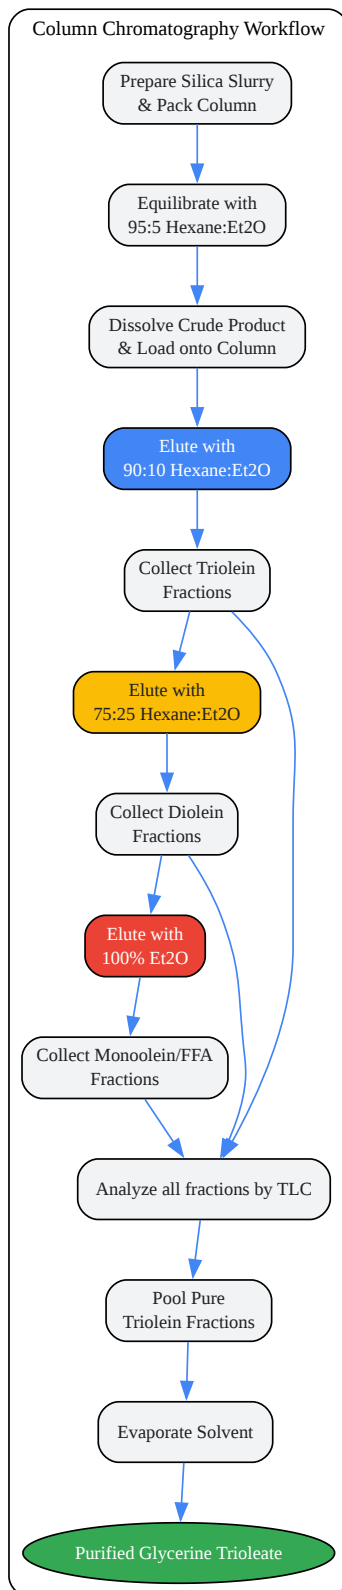 Column Chromatography Workflow
Prepare Silica Slurry
& Pack Column
Equilibrate with
95:5 Hexane:Et2O
Dissolve Crude Product
& Load onto Column
Elute with
90:10 Hexane:Et2O
Collect Triolein
Fractions
Elute with
75:25 Hexane:Et2O
Collect Diolein
Fractions
Elute with
100% Et2O
Collect Monoolein/FFA
Fractions
Analyze all fractions by TLC
Pool Pure
Triolein Fractions
Evaporate Solvent
Purified Glycerine Trioleate